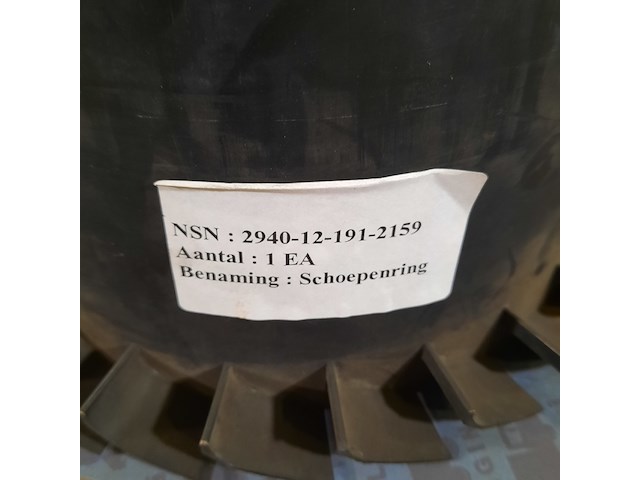 NSN : 2940-12-191-2159
Aantal : 1 EA
Benaming : Schoepenring